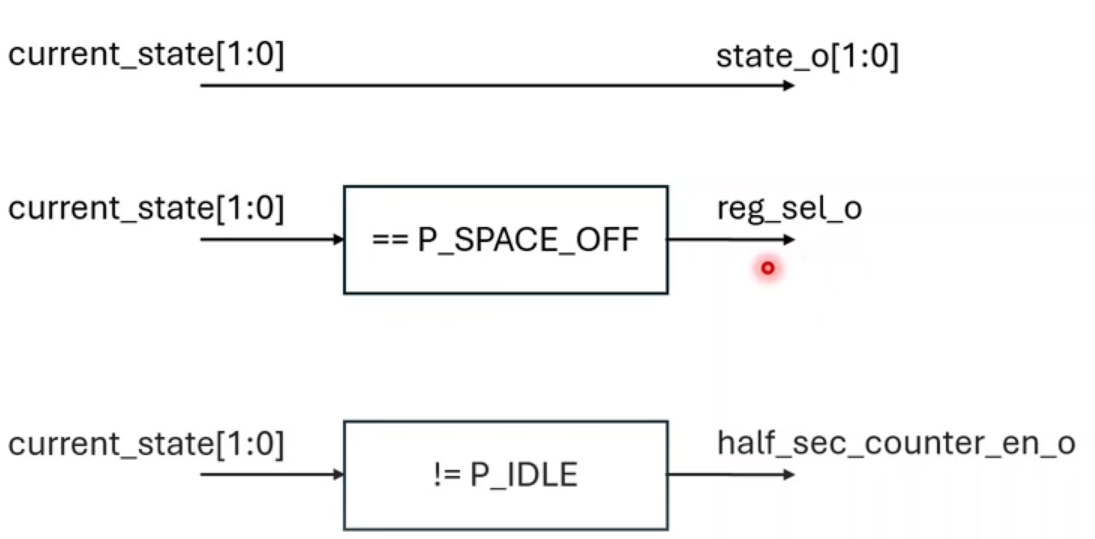 current_state[1:0]
state_o[1:0]
current_state[1:0]
== P_SPACE_OFF
reg_sel_o
current_state[1:0]
!= P_IDLE
half_sec_counter_en_o